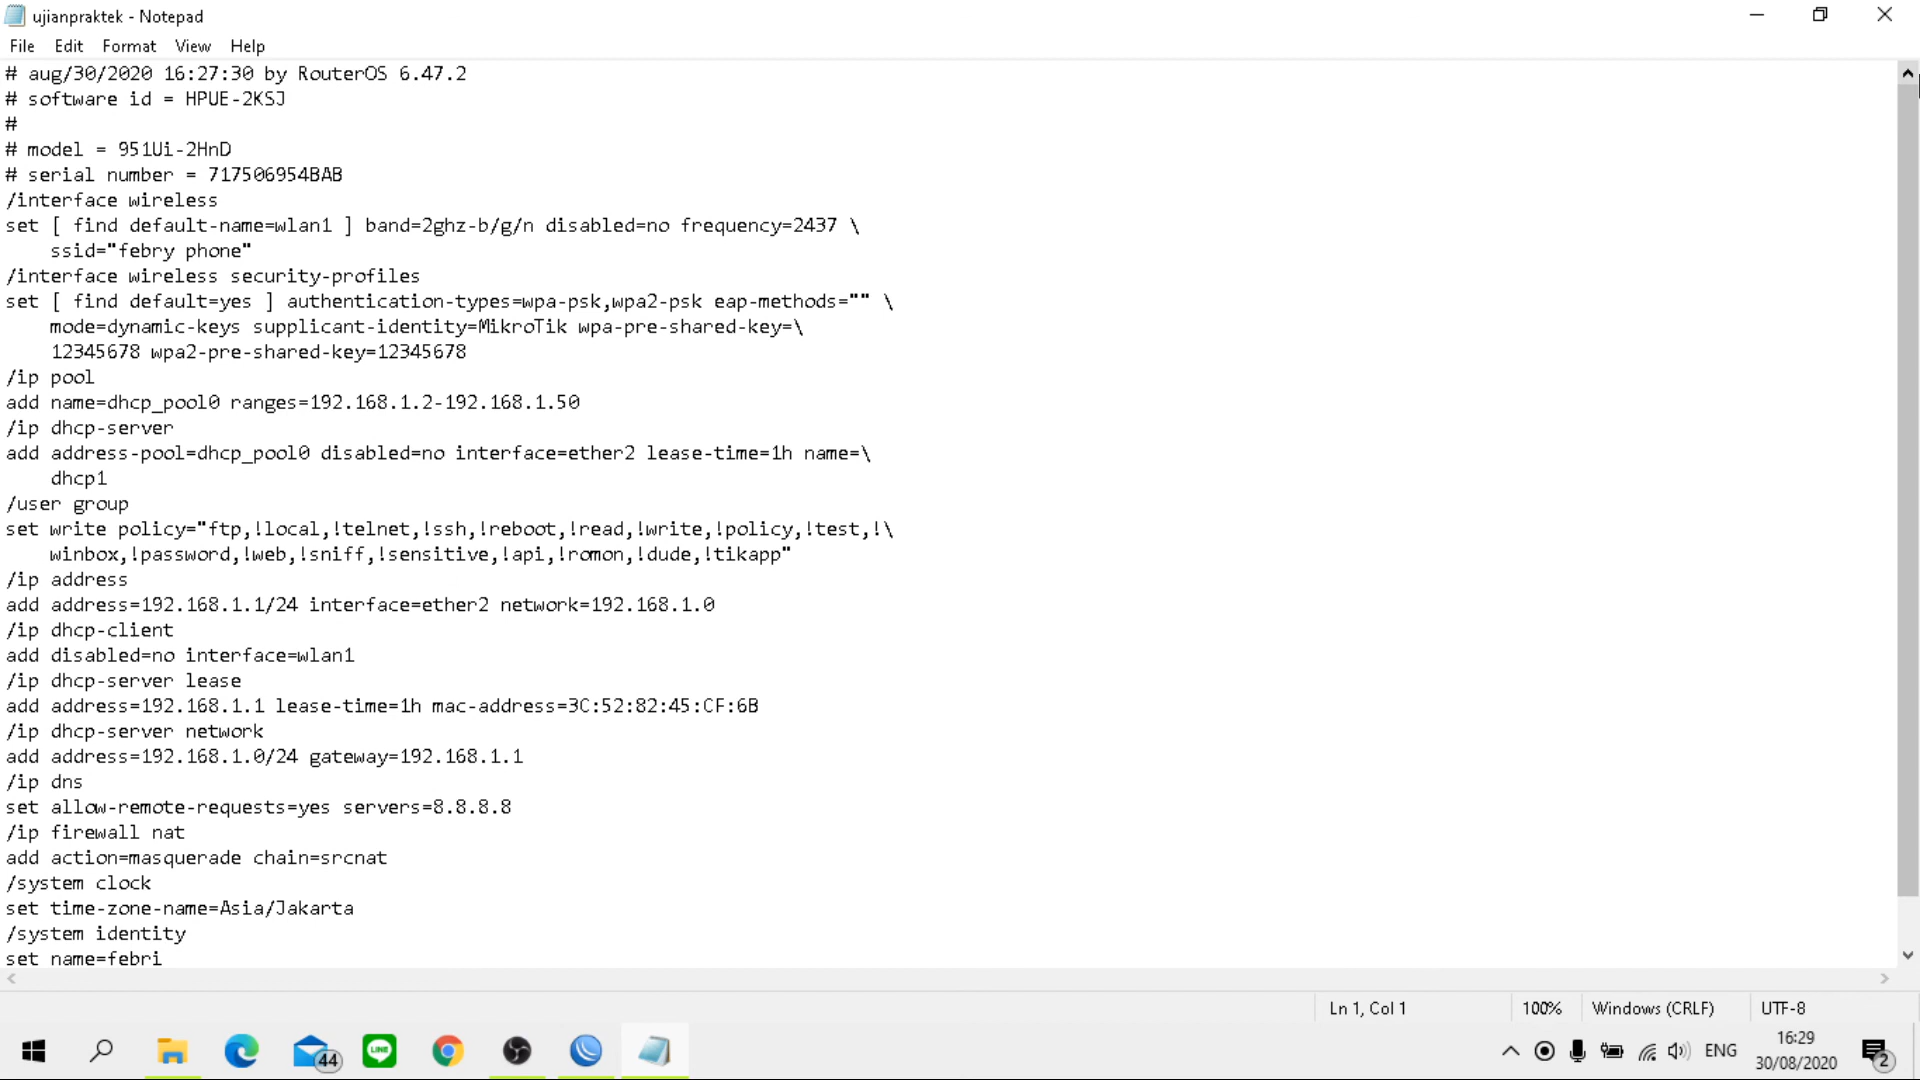 ujianpraktek - Notepad
File Edit Format View Help
# aug/30/2020 16:27:30 by RouterOS 6.47.2
# software id = HPUE-2KSJ
#
# model = 951Ui-2HnD
# serial number = 717506954BAB
/interface wireless
set [ find default-name=wlan1 ] band=2ghz-b/g/n disabled=no frequency=2437 \
    ssid="febry phone"
/interface wireless security-profiles
set [ find default=yes ] authentication-types=wpa-psk,wpa2-psk eap-methods="" \
    mode=dynamic-keys supplicant-identity=MikroTik wpa-pre-shared-key=\
    12345678 wpa2-pre-shared-key=12345678
/ip pool
add name=dhcp_pool0 ranges=192.168.1.2-192.168.1.50
/ip dhcp-server
add address-pool=dhcp_pool0 disabled=no interface=ether2 lease-time=1h name=\
    dhcp1
/user group
set write policy="ftp,!local,!telnet,!ssh,!reboot,!read,!write,!policy,!test,!\
    winbox,!password,!web,!sniff,!sensitive,!api,!romon,!dude,!tikapp"
/ip address
add address=192.168.1.1/24 interface=ether2 network=192.168.1.0
/ip dhcp-client
add disabled=no interface=wlan1
/ip dhcp-server lease
add address=192.168.1.1 lease-time=1h mac-address=3C:52:82:45:CF:6B
/ip dhcp-server network
add address=192.168.1.0/24 gateway=192.168.1.1
/ip dns
set allow-remote-requests=yes servers=8.8.8.8
/ip firewall nat
add action=masquerade chain=srcnat
/system clock
set time-zone-name=Asia/Jakarta
/system identity
set name=febri
Ln 1, Col 1 100% Windows (CRLF) UTF-8
44 LINE ENG 16:29
30/08/2020 2